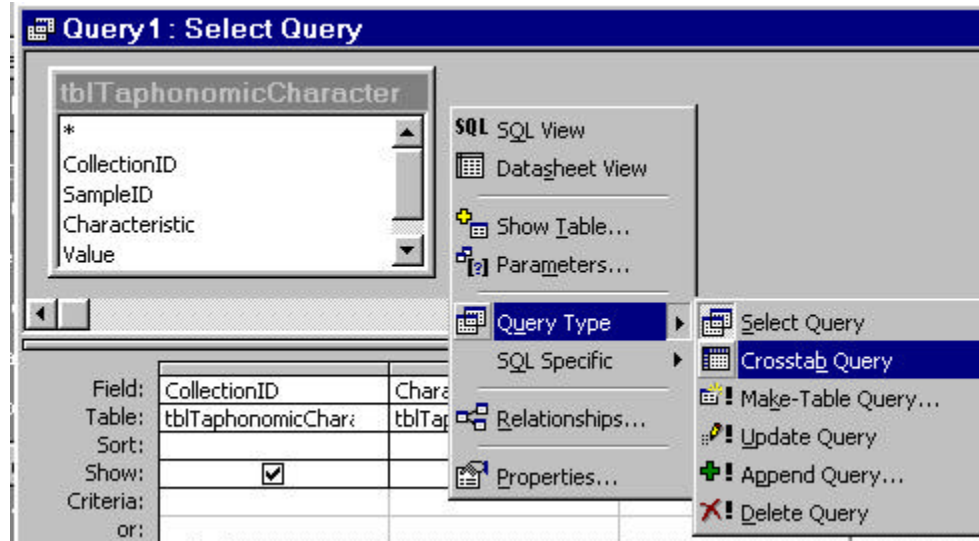 Query1 : Select Query
tblTaphonomicCharacter
*
CollectionID
SampleID
Characteristic
Value
SQL SQL View
Datasheet View
Show Table...
Parameters...
Query Type
SQL Specific
Relationships...
Properties...
Select Query
Crosstab Query
Make-Table Query...
Update Query
Append Query...
Delete Query
Field: CollectionID Chara
Table: tblTaphonomicChara tblTap
Sort:
Show:
Criteria:
or: